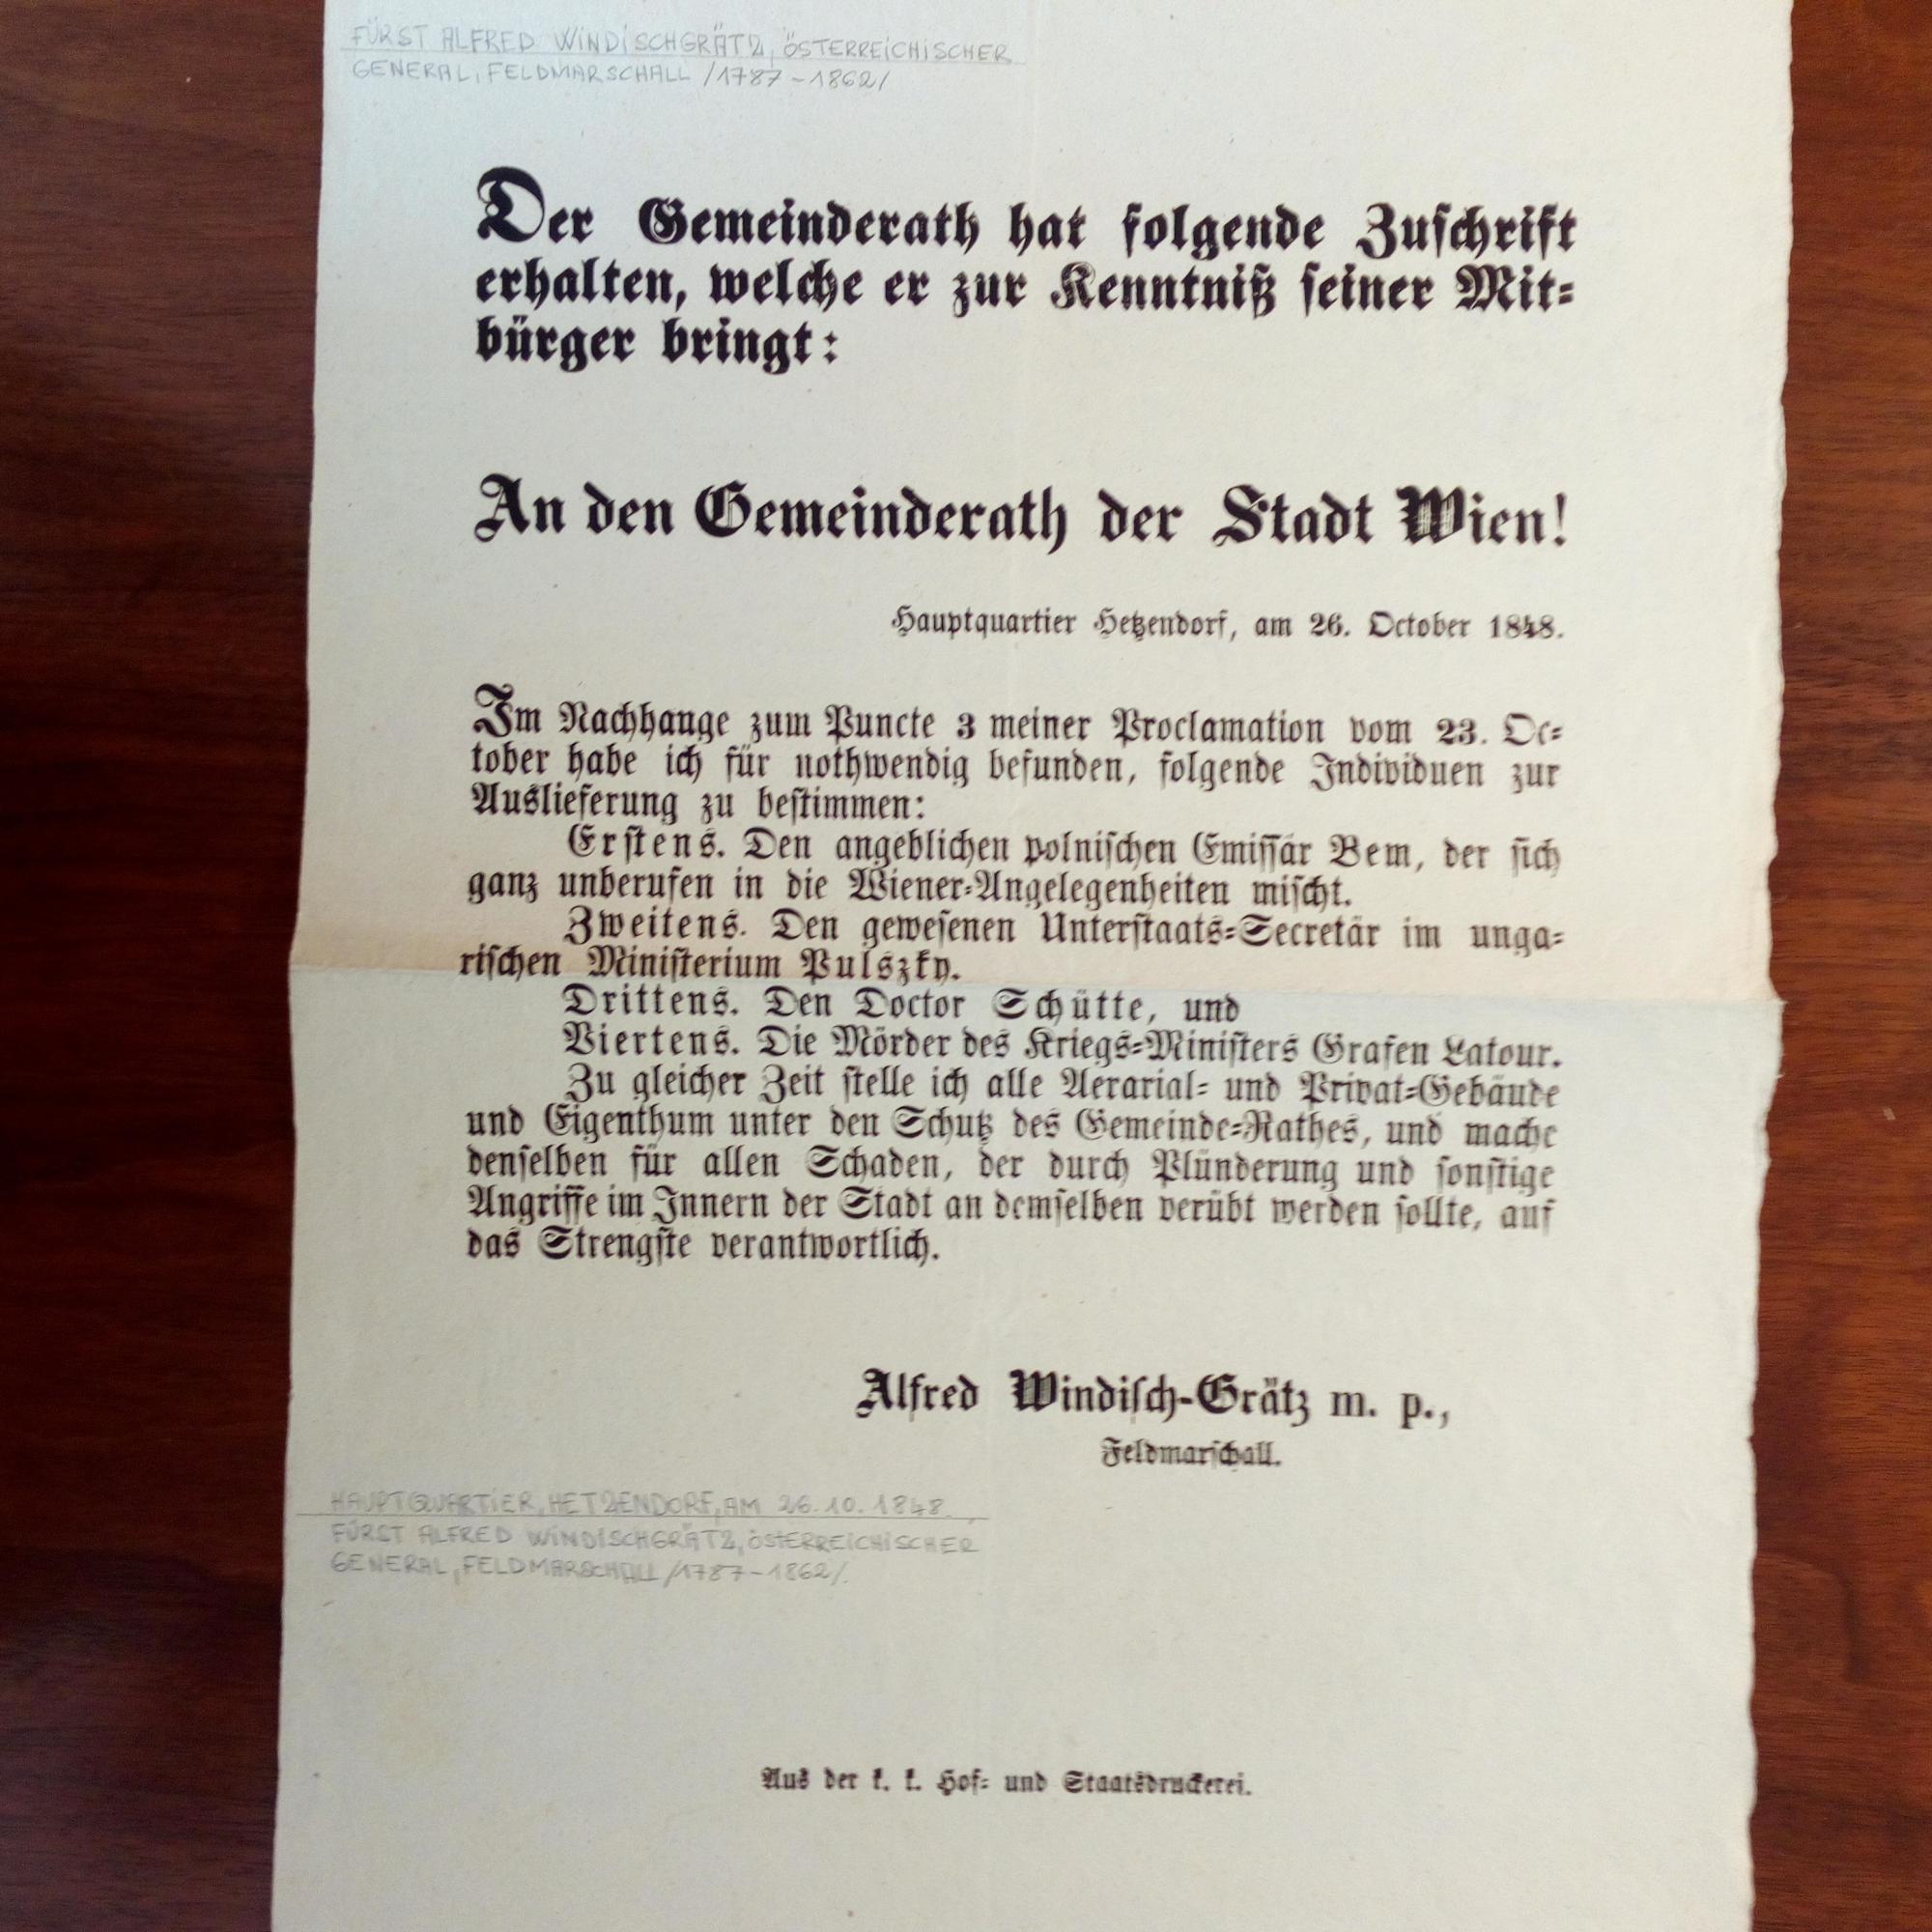 FÜRST ALFRED WINDISCHGRÄTZ, ÖSTERREICHISCHER
GENERAL, FELDMARSCHALL /1787-1862/
Der Gemeinderath hat folgende Zuschrift
erhalten, welche er zur Kenntniß seiner Mit-
bürger bringt:
An den Gemeinderath der Stadt Wien!
Hauptquartier Hetzendorf, am 26. October 1848.
Im Nachhange zum Puncte 3 meiner Proclamation vom 23. Oc-
tober habe ich für nothwendig befunden, folgende Individuen zur
Auslieferung zu bestimmen:
Erstens. Den angeblichen polnischen Emissär Bem, der sich
ganz unberufen in die Wiener-Angelegenheiten mischt.
Zweitens. Den gewesenen Unterstaats-Secretär im unga-
rischen Ministerium Pulszky.
Drittens. Den Doctor Schütte, und
Viertens. Die Mörder des Kriegs-Ministers Grafen Latour.
Zu gleicher Zeit stelle ich alle Aerarial- und Privat-Gebäude
und Eigenthum unter den Schutz des Gemeinde-Rathes, und mache
denselben für allen Schaden, der durch Plünderung und sonstige
Angriffe im Innern der Stadt an demselben verübt werden sollte, auf
das Strengste verantwortlich.
Alfred Windisch-Grätz m. p.,
Feldmarschall.
HAUPTQUARTIER, HETZENDORF, AM 26.10.1848.
FÜRST ALFRED WINDISCHGRÄTZ, ÖSTERREICHISCHER
GENERAL, FELDMARSCHALL /1787-1862/.
Aus der k. k. Hof- und Staatsdruckerei.